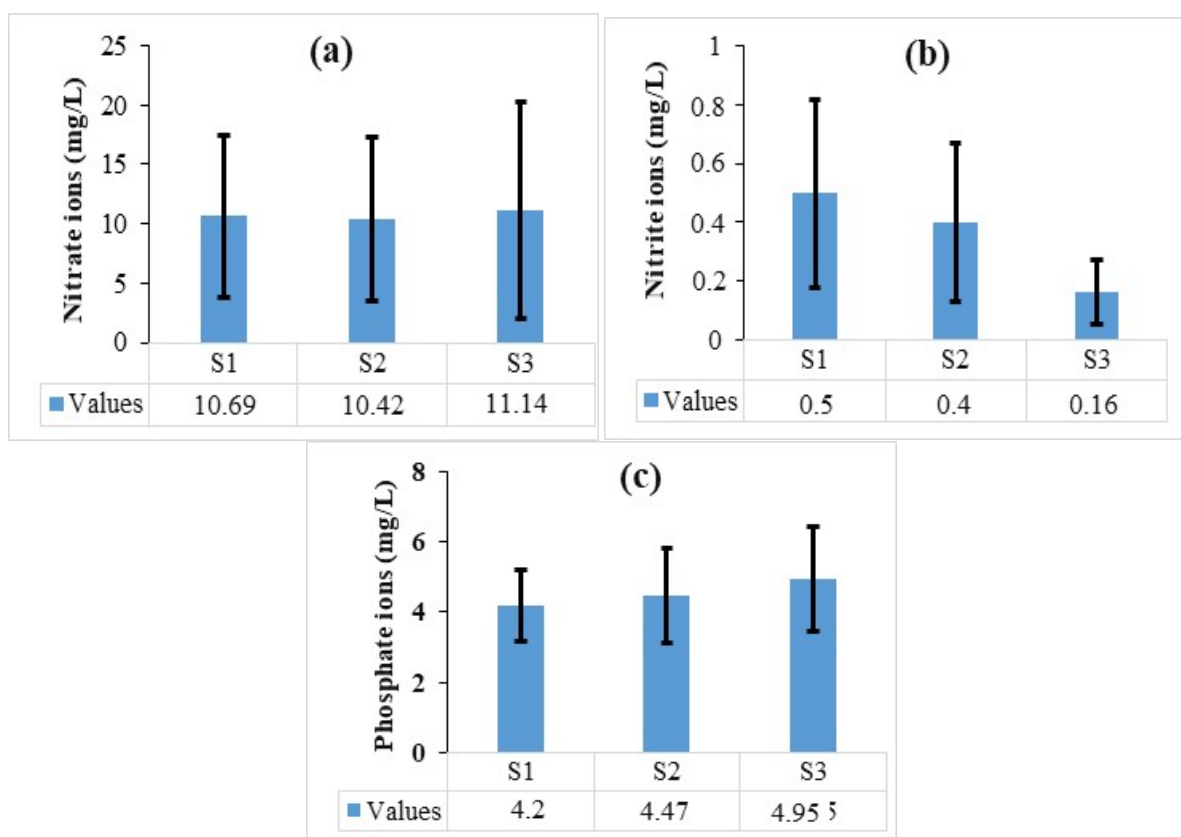 (a)
Nitrate ions (mg/L)
25
20
15
10
5
0
S1 S2 S3
Values 10.69 10.42 11.14
(b)
Nitrite ions (mg/L)
1
0.8
0.6
0.4
0.2
0
S1 S2 S3
Values 0.5 0.4 0.16
(c)
Phosphate ions (mg/L)
8
6
4
2
0
S1 S2 S3
Values 4.2 4.47 4.95 5